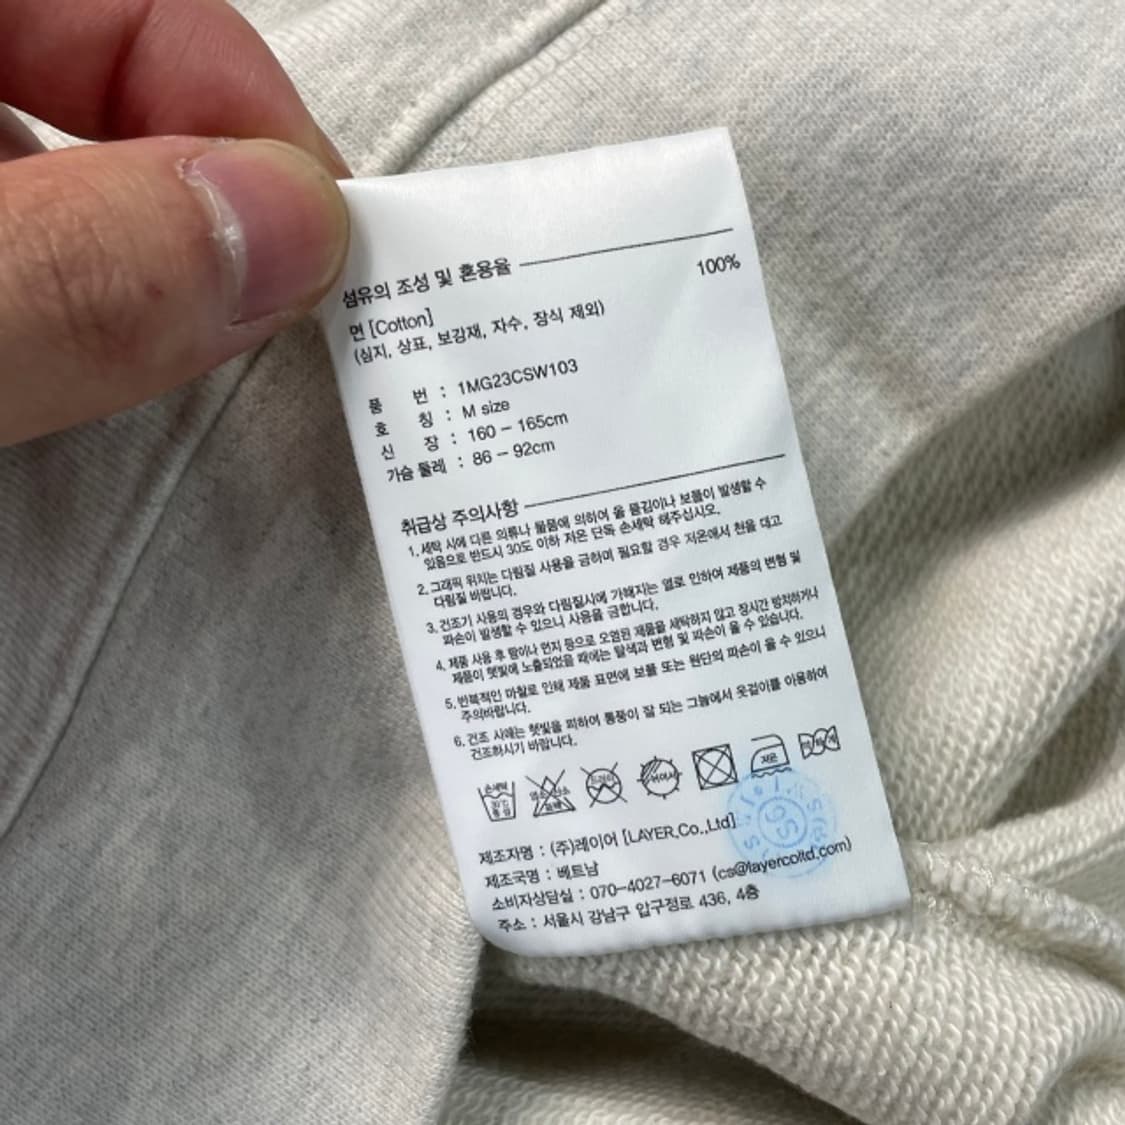 섬유의 조성 및 혼용율
면 [Cotton] 100%
(심지, 상표, 보강재, 자수, 장식 제외)
품 번 : 1MG23CSW103
호 칭 : M size
신 장 : 160 - 165cm
가슴 둘레 : 86 - 92cm
취급상 주의사항
1. 세탁 시에 다른 의류나 물품에 의하여 올 뜯김이나 보풀이 발생할 수
있음으로 반드시 30도 이하 저온 단독 손세탁 해주십시오.
2. 그래픽 위치는 다림질 사용을 금하며 필요할 경우 저온에서 천을 대고
다림질 바랍니다.
3. 건조기 사용의 경우와 다림질시에 가해지는 열로 인하여 제품의 변형 및
파손이 발생할 수 있으니 사용을 금합니다.
4. 제품 사용 후 땀이나 먼지 등으로 오염된 제품을 세탁하지 않고 장시간 방치하거나
제품이 햇빛에 노출되었을 때에는 탈색과 변형 및 파손이 올 수 있습니다.
5. 반복적인 마찰로 인해 제품 표면에 보풀 또는 원단의 파손이 올 수 있으니
주의바랍니다.
6. 건조 시에는 햇빛을 피하여 통풍이 잘 되는 그늘에서 옷걸이를 이용하여
건조하시기 바랍니다.
손세탁 30℃ 중성 염소 산소 표백 드라이 뉘어서 저온
제조자명 : (주)레이어 [LAYER.Co.,Ltd]
제조국명 : 베트남
소비자상담실 : 070-4027-6071 (cs@layercoltd.com)
주소 : 서울시 강남구 압구정로 436, 4층